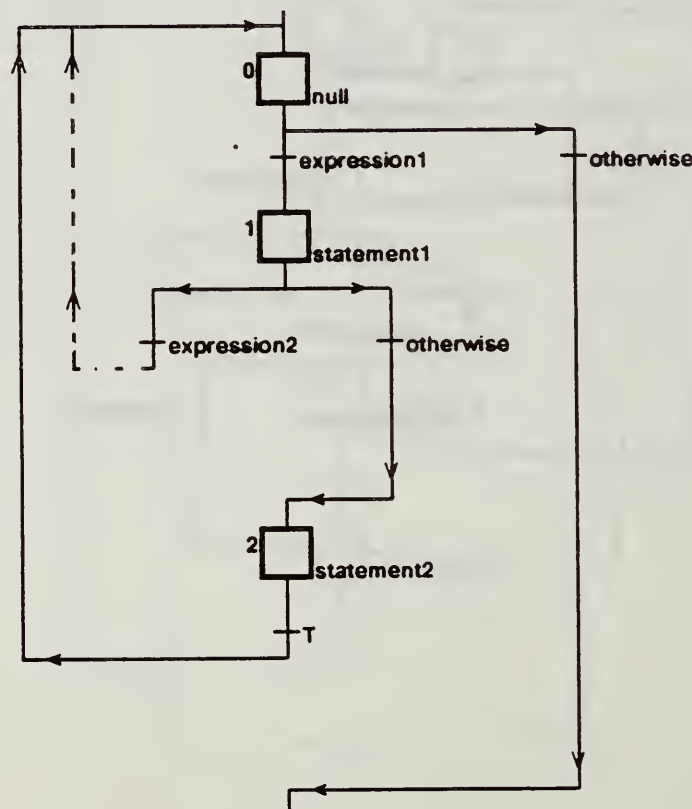 0
null
expression1
otherwise
1
statement1
expression2
otherwise
2
statement2
T